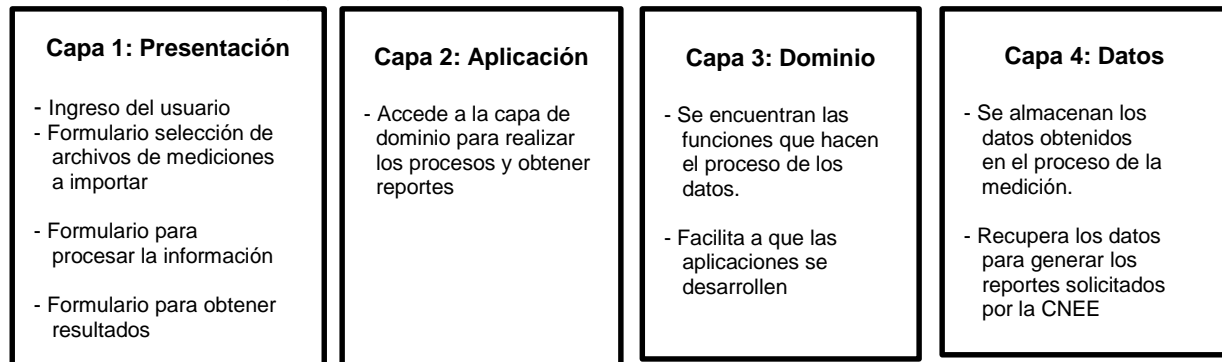 Capa 1: Presentación
- Ingreso del usuario
- Formulario selección de
archivos de mediciones
a importar
- Formulario para
procesar la información
- Formulario para obtener
resultados
Capa 2: Aplicación
- Accede a la capa de
dominio para realizar
los procesos y obtener
reportes
Capa 3: Dominio
- Se encuentran las
funciones que hacen
el proceso de los
datos.
- Facilita a que las
aplicaciones se
desarrollen
Capa 4: Datos
- Se almacenan los
datos obtenidos
en el proceso de la
medición.
- Recupera los datos
para generar los
reportes solicitados
por la CNEE